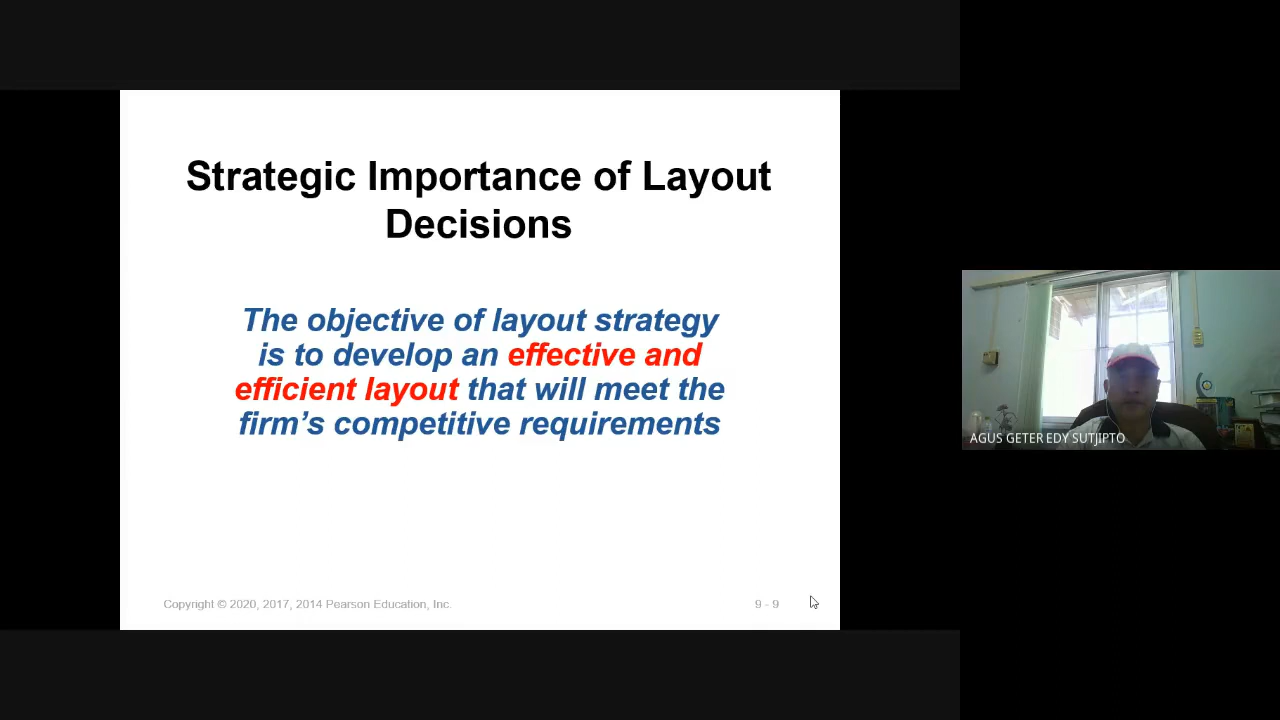 Strategic Importance of Layout
Decisions
The objective of layout strategy
is to develop an effective and
efficient layout that will meet the
firm's competitive requirements
Copyright © 2020, 2017, 2014 Pearson Education, Inc.
9 - 9
AGUS GETER EDY SUTJIPTO